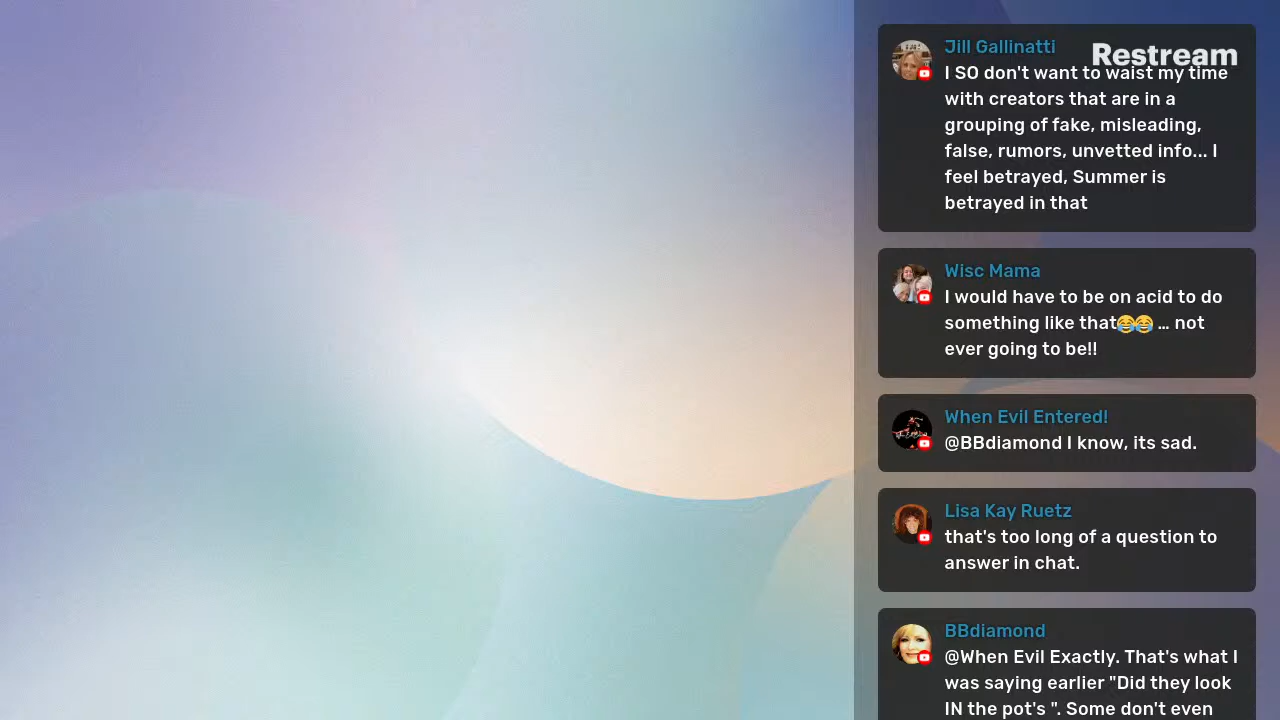 Jill Gallinatti
Restream
I SO don't want to waist my time
with creators that are in a
grouping of fake, misleading,
false, rumors, unvetted info... I
feel betrayed, Summer is
betrayed in that
Wisc Mama
I would have to be on acid to do
something like that😂😂 … not
ever going to be!!
When Evil Entered!
@BBdiamond I know, its sad.
Lisa Kay Ruetz
that's too long of a question to
answer in chat.
BBdiamond
@When Evil Exactly. That's what I
was saying earlier "Did they look
IN the pot's ". Some don't even